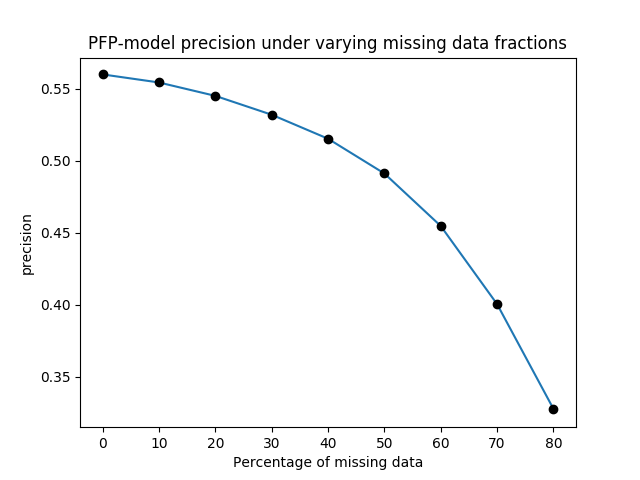 PFP-model precision under varying missing data fractions
0.55
0.50
0.45
0.40
0.35
precision
0 10 20 30 40 50 60 70 80
Percentage of missing data